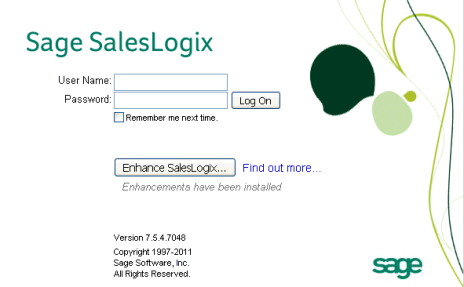 Sage SalesLogix
User Name:
Password:
Log On
Remember me next time.
Enhance SalesLogix...
Find out more...
Enhancements have been installed
Version 7.5.4.7048
Copyright 1997-2011
Sage Software, Inc.
All Rights Reserved.
sage